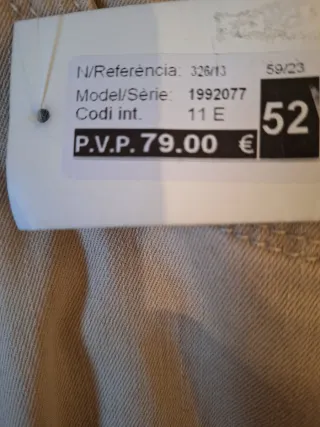 N/Referència: 326/13 59/23
Model/Sèrie: 1992077
Codi int. 11 E 52
P.V.P. 79.00 €